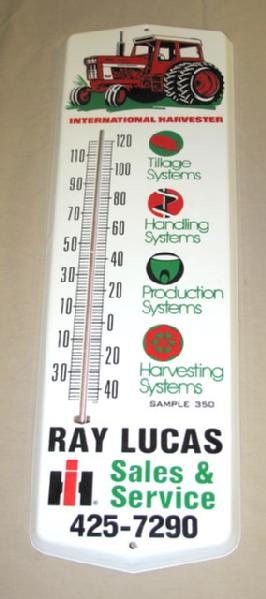 INTERNATIONAL HARVESTER
120
110
100
90
80
70
60
50
40
30
20
10
0
10
20
30
40
Tillage
Systems
Handling
Systems
Production
Systems
Harvesting
Systems
SAMPLE 350
RAY LUCAS
IH Sales &
Service
425-7290